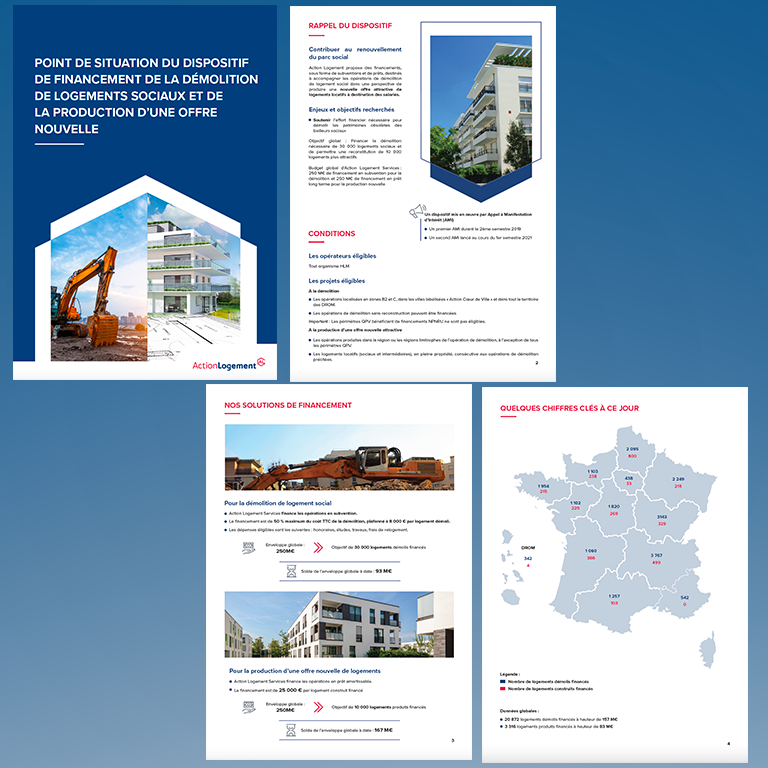 POINT DE SITUATION DU DISPOSITIF
DE FINANCEMENT DE LA DÉMOLITION
DE LOGEMENTS SOCIAUX ET DE
LA PRODUCTION D'UNE OFFRE
NOUVELLE
ActionLogement
RAPPEL DU DISPOSITIF
Contribuer au renouvellement
du parc social
Action Logement propose des financements,
sous forme de subventions et de prêts, destinés
à accompagner les opérations de démolition
de logement social dans une perspective de
produire une nouvelle offre attractive de
logements locatifs à destination des salariés.
Enjeux et objectifs recherchés
Soutenir l'effort financier nécessaire pour
démolir les patrimoines obsolètes des
bailleurs sociaux
Objectif global : Financer la démolition
nécessaire de 30 000 logements sociaux et
de permettre une reconstitution de 10 000
logements plus attractifs
Budget global d'Action Logement Services :
250 M€ de financement en subvention pour la
démolition et 250 M€ de financement en prêt
long terme pour la production nouvelle
Un dispositif mis en œuvre par Appel à Manifestation
d'Intérêt (AMI)
Un premier AMI durant le 2ème semestre 2019
Un second AMI lancé au cours du 1er semestre 2021
CONDITIONS
Les opérateurs éligibles
Tout organisme HLM
Les projets éligibles
A la démolition
Les opérations localisées en zones B2 et C, dans les villes labellisées « Action Cœur de Ville » et dans tout le territoire
des DROM.
Les opérations de démolition sans reconstruction peuvent être financées.
Important : Les périmètres QPV bénéficiant de financements NPNRU ne sont pas éligibles.
A la production d'une offre nouvelle attractive
Les opérations produites dans la région ou les régions limitrophes de l'opération de démolition, à l'exception de tous
les périmètres QPV
Les logements locatifs (sociaux et intermédiaires), en pleine propriété, consécutive aux opérations de démolition
précitées.
2
NOS SOLUTIONS DE FINANCEMENT
Pour la démolition de logement social
Action Logement Services finance les opérations en subvention.
Le financement est de 50 % maximum du coût TTC de la démolition, plafonné à 8 000 € par logement démoli.
Les dépenses éligibles sont les suivantes : honoraires, études, travaux, frais de relogement.
Enveloppe globale :
250M€
Objectif de 30 000 logements démolis financés
Solde de l'enveloppe globale à date : 93 M€
Pour la production d'une offre nouvelle de logements
Action Logement Services finance les opérations en prêt amortissable.
Le financement est de 25 000 € par logement construit financé
Enveloppe globale :
250M€
Objectif de 10 000 logements produits financés
Solde de l'enveloppe globale à date : 167 M€
3
QUELQUES CHIFFRES CLÉS À CE JOUR
2 095
800
1 103
238
438
2 249
1 954
1 102
229
1 820
3143
329
DROM
342
4
1 093
3 767
499
1 257
542
Légende :
Nombre de logements démolis financés
Nombre de logements construits financés
Données globales :
20 872 logements démolis financés à hauteur de 157 M€
3 516 logements produits financés à hauteur de 83 M€
4